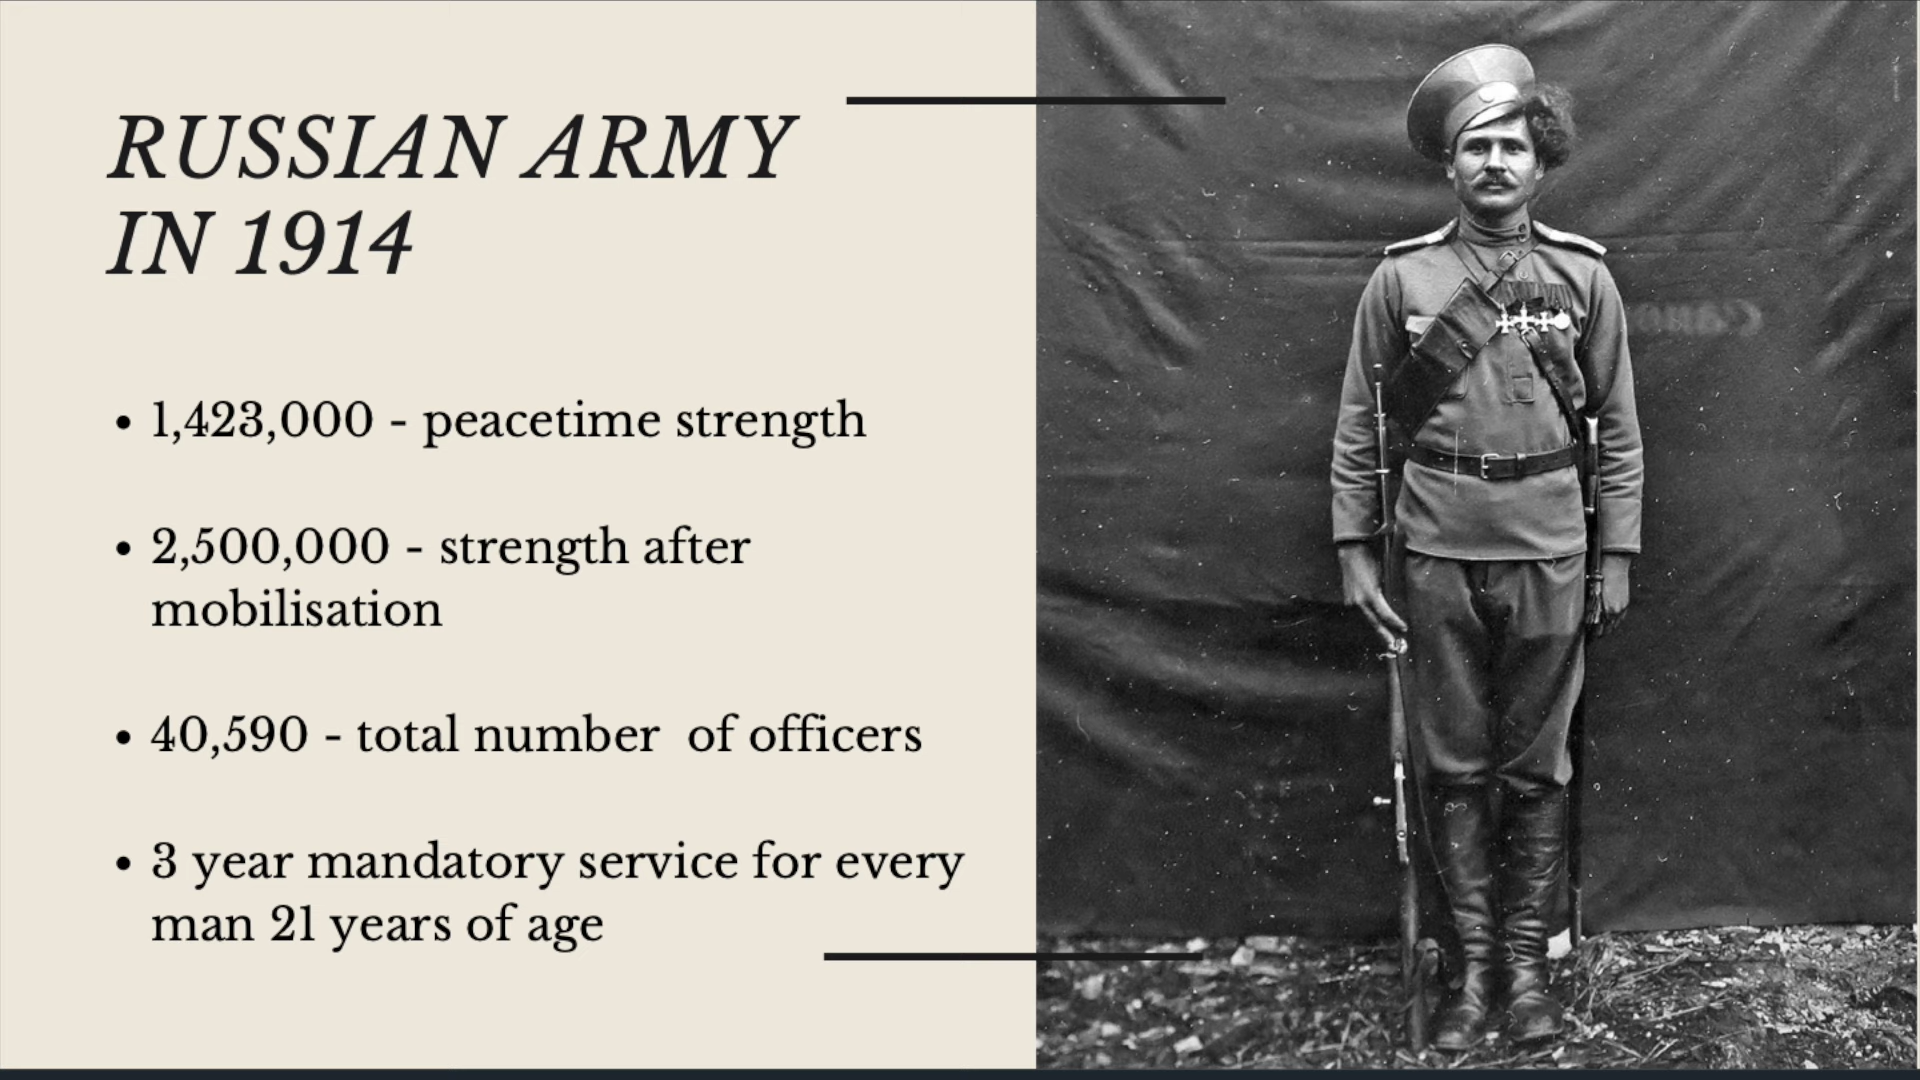 RUSSIAN ARMY
IN 1914
• 1,423,000 - peacetime strength
• 2,500,000 - strength after
mobilisation
• 40,590 - total number  of officers
• 3 year mandatory service for every
man 21 years of age